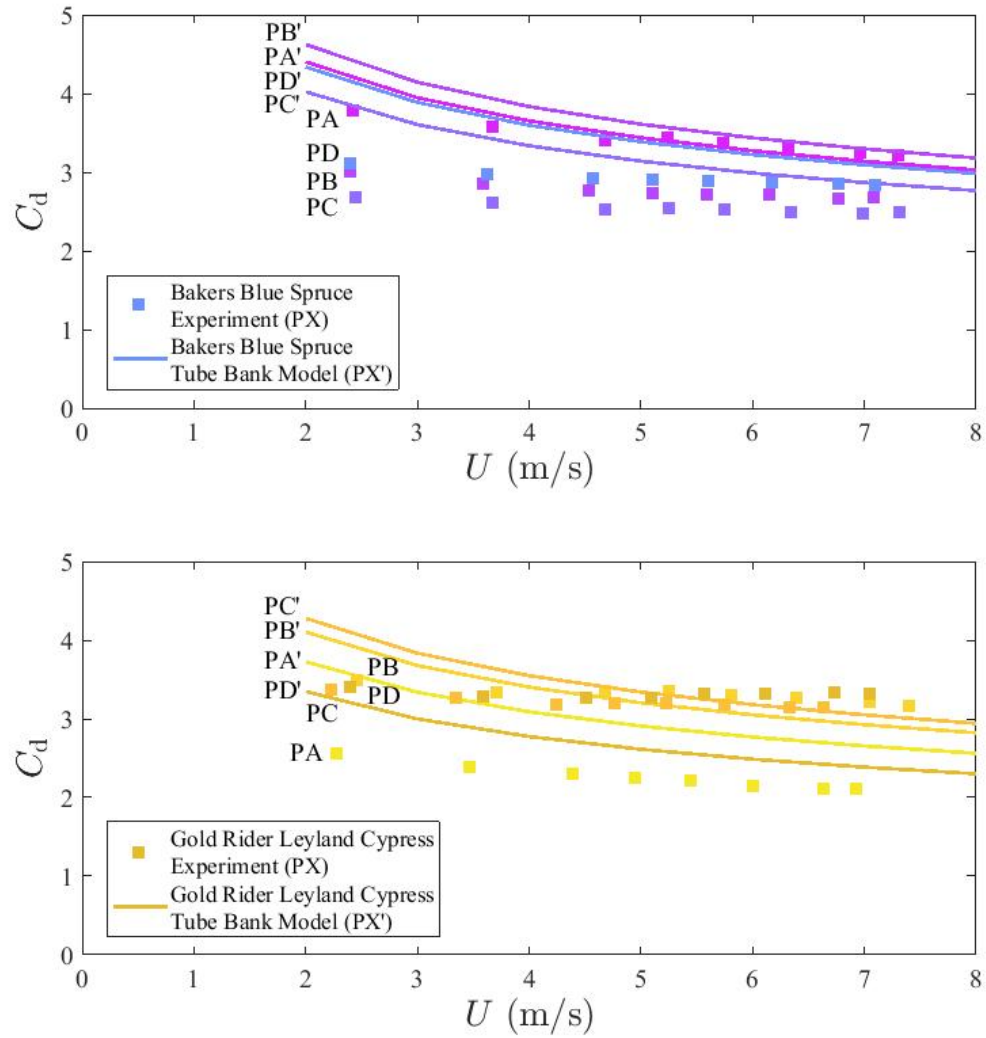 5
4
3
2
1
0
C_d
PB'
PA'
PD'
PC'
PA
PD
PB
PC
Bakers Blue Spruce
Experiment (PX)
Bakers Blue Spruce
Tube Bank Model (PX')
0 1 2 3 4 5 6 7 8
U (m/s)
5
4
3
2
1
0
C_d
PC'
PB'
PA'
PD'
PB
PD
PC
PA
Gold Rider Leyland Cypress
Experiment (PX)
Gold Rider Leyland Cypress
Tube Bank Model (PX')
0 1 2 3 4 5 6 7 8
U (m/s)